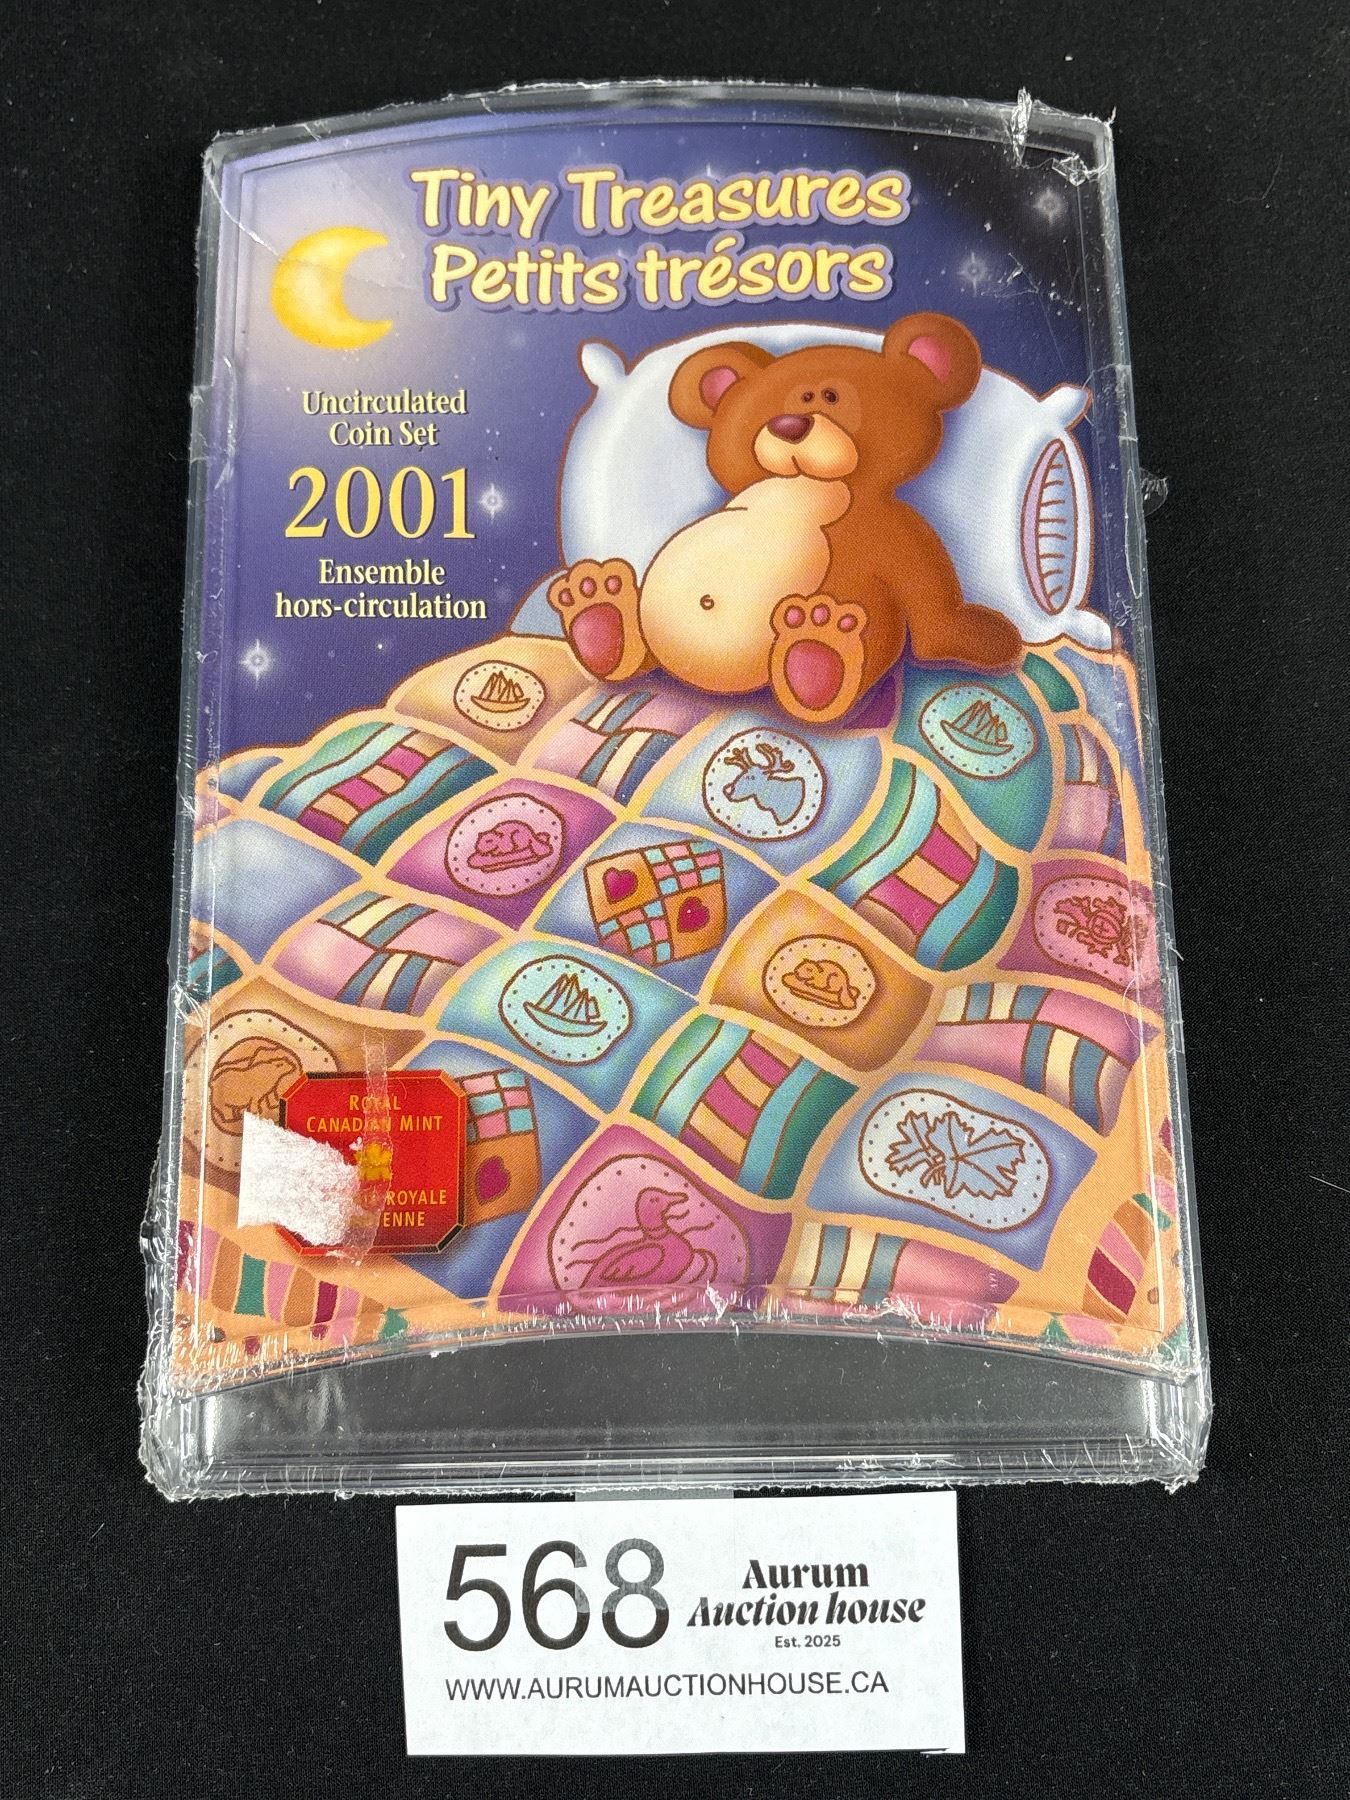 Tiny Treasures
Petits trésors
Uncirculated
Coin Set
2001
Ensemble
hors-circulation
ROYAL
CANADIAN MINT
ROYALE
568
Aurum
Auction house
Est. 2025
WWW.AURUMAUCTIONHOUSE.CA